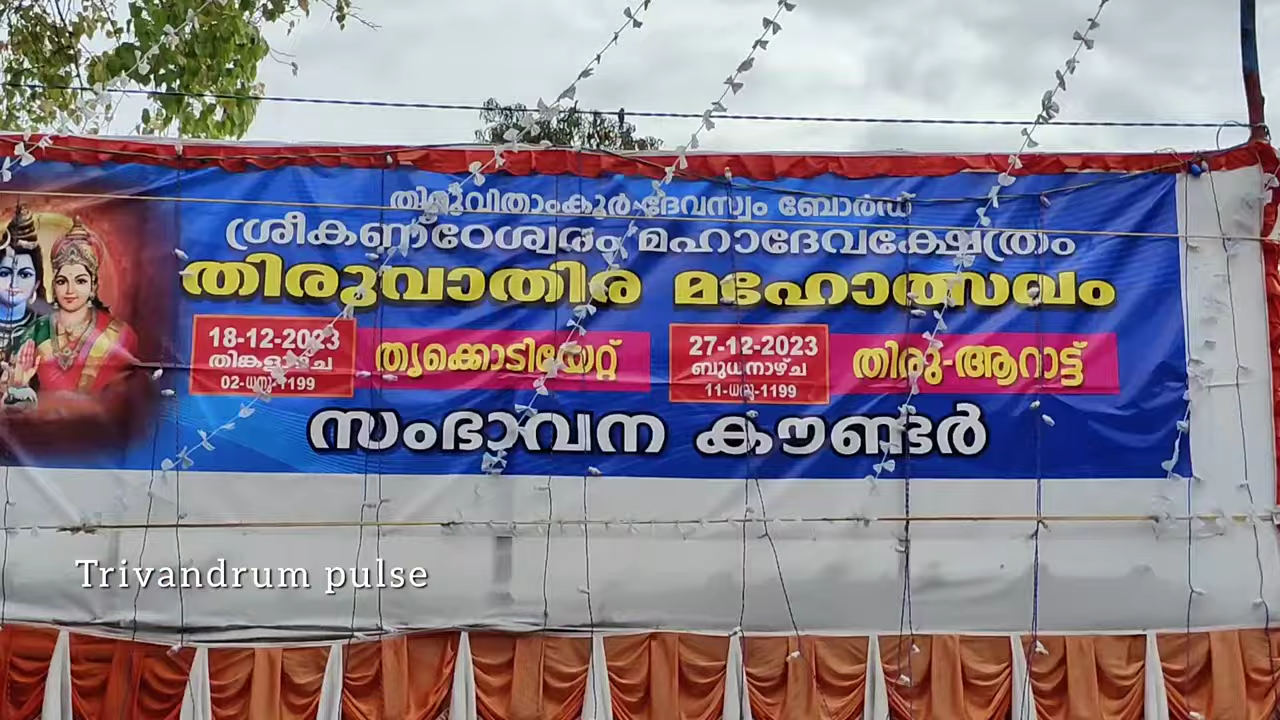 തിരുവിതാംകൂർ ദേവസ്വം ബോർഡ്
ശ്രീകണ്ഠേശ്വരം മഹാദേവക്ഷേത്രം
തിരുവാതിര മഹോത്സവം
18-12-2023
തിങ്കളാഴ്ച
02-ധനു-1199
തൃക്കൊടിയേറ്റ്
27-12-2023
ബുധനാഴ്ച
11-ധനു-1199
തിരു-ആറാട്ട്
സംഭാവന കൗണ്ടർ
Trivandrum pulse